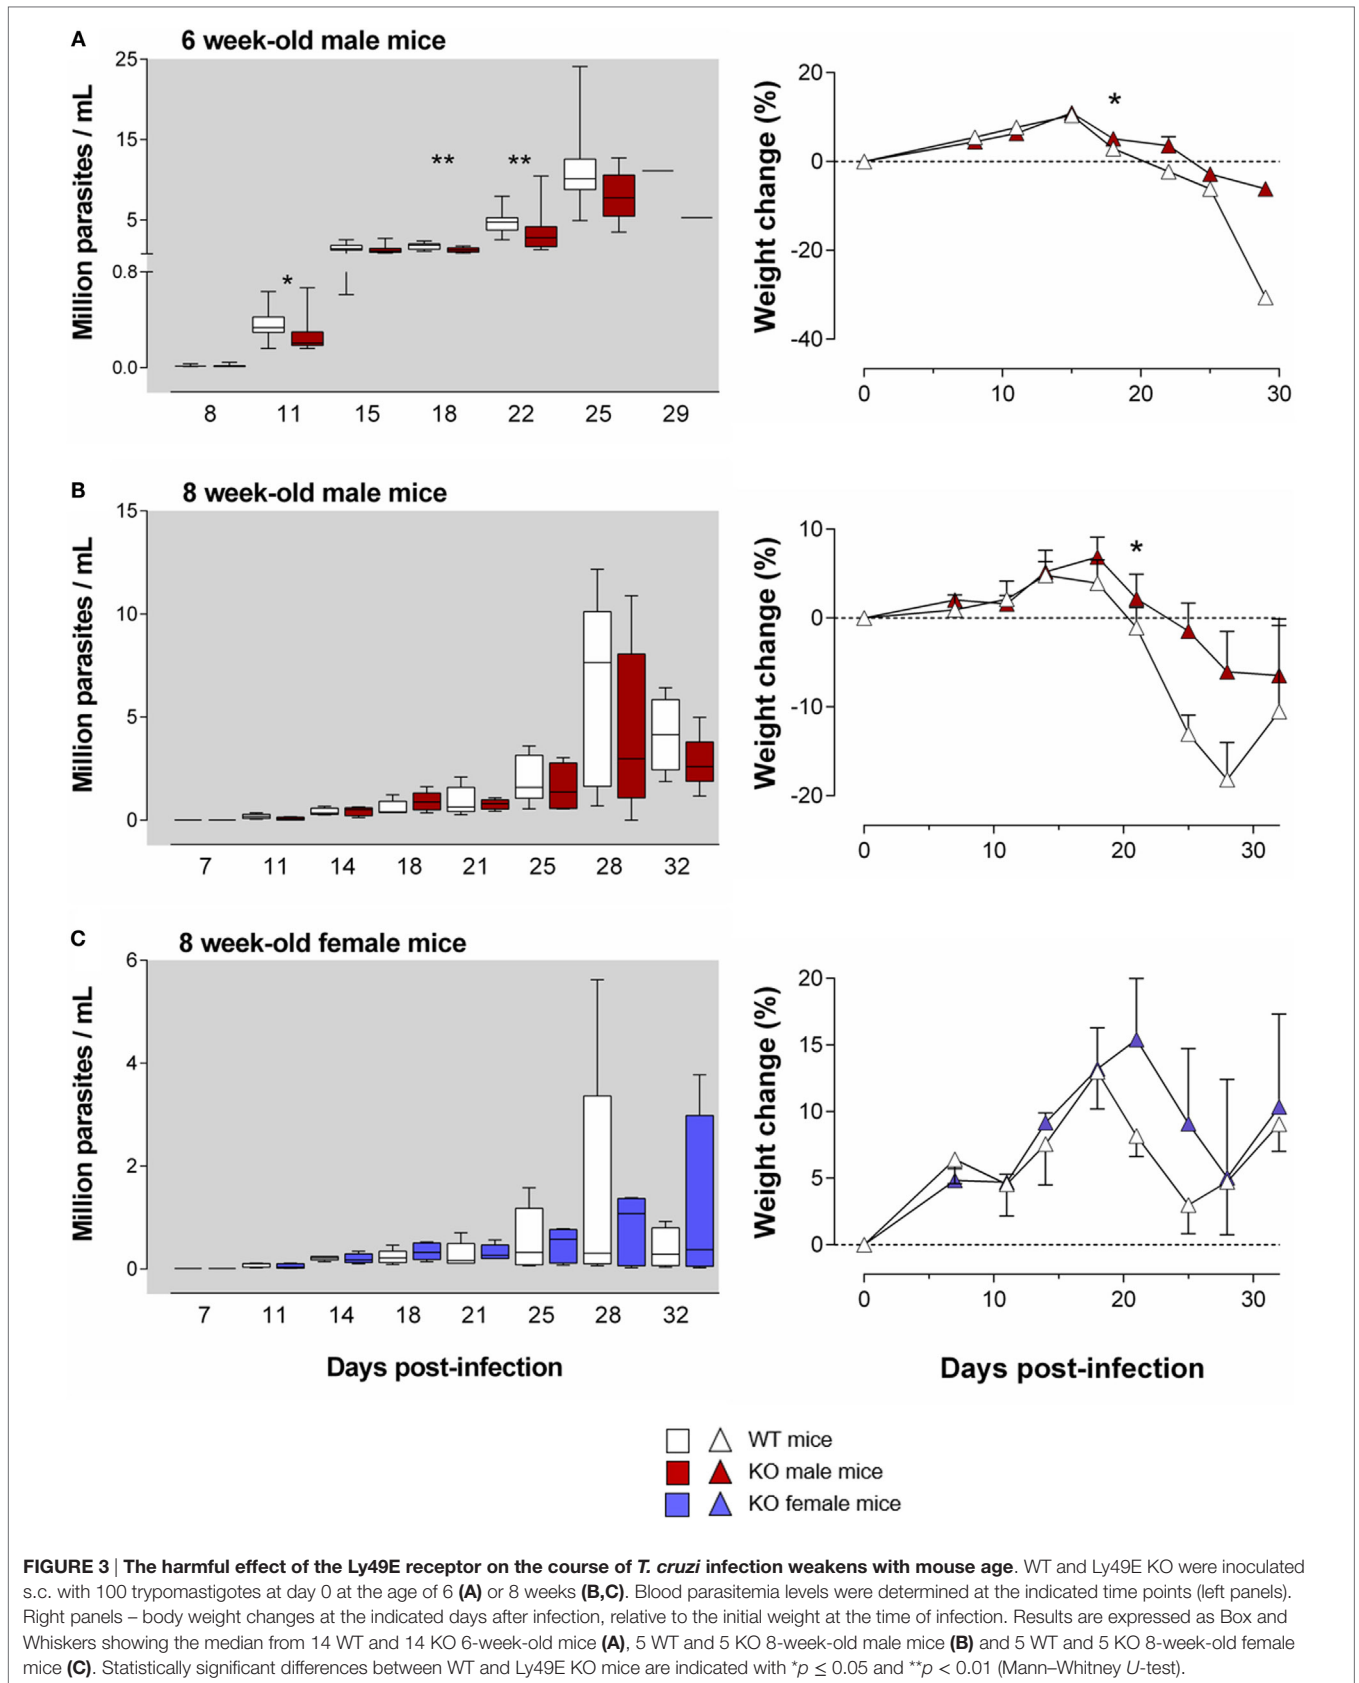 A
6 week-old male mice
Million parasites / mL
25
15
5
0.8
0.0
*
**
**
8 11 15 18 22 25 29
Weight change (%)
20
0
-20
-40
*
0 10 20 30
B
8 week-old male mice
Million parasites / mL
15
10
5
0
7 11 14 18 21 25 28 32
Weight change (%)
10
0
-10
-20
*
0 10 20 30
C
8 week-old female mice
Million parasites / mL
6
4
2
0
7 11 14 18 21 25 28 32
Days post-infection
Weight change (%)
20
15
10
5
0
0 10 20 30
Days post-infection
WT mice
KO male mice
KO female mice
FIGURE 3 | The harmful effect of the Ly49E receptor on the course of T. cruzi infection weakens with mouse age. WT and Ly49E KO were inoculated
s.c. with 100 trypomastigotes at day 0 at the age of 6 (A) or 8 weeks (B,C). Blood parasitemia levels were determined at the indicated time points (left panels).
Right panels – body weight changes at the indicated days after infection, relative to the initial weight at the time of infection. Results are expressed as Box and
Whiskers showing the median from 14 WT and 14 KO 6-week-old mice (A), 5 WT and 5 KO 8-week-old male mice (B) and 5 WT and 5 KO 8-week-old female
mice (C). Statistically significant differences between WT and Ly49E KO mice are indicated with *p ≤ 0.05 and **p < 0.01 (Mann–Whitney U-test).